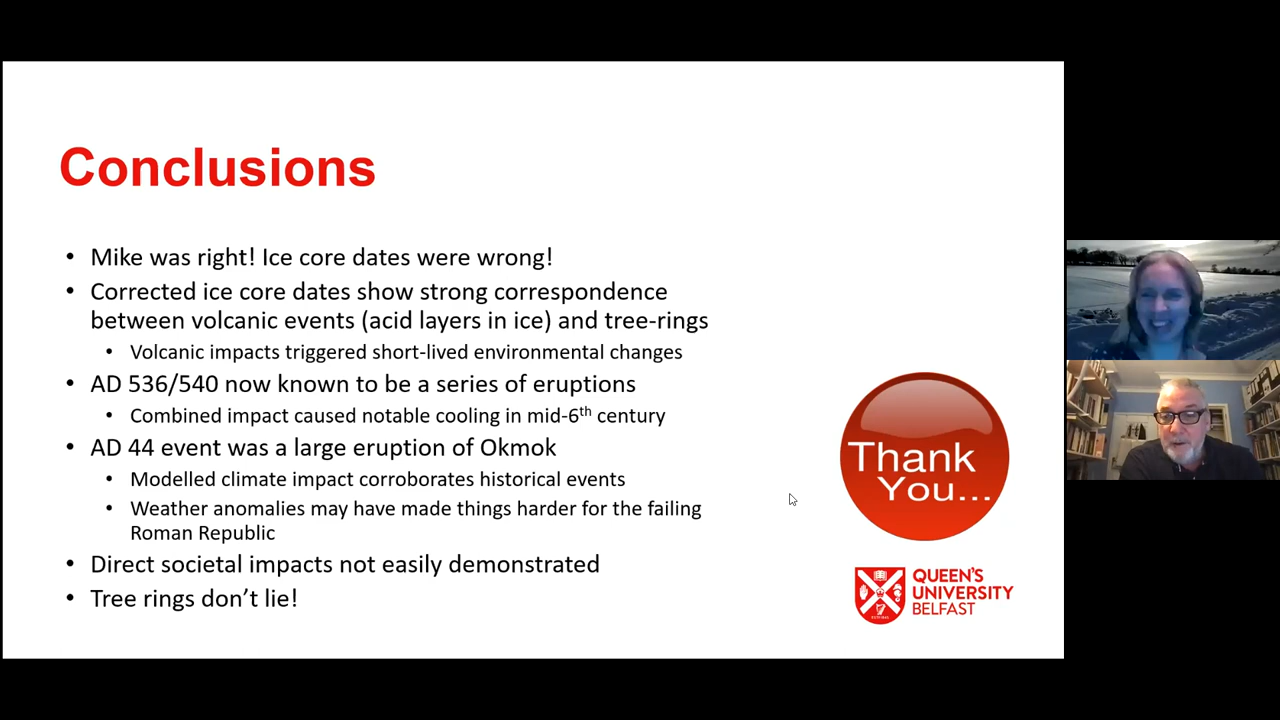 Conclusions
• Mike was right! Ice core dates were wrong!
• Corrected ice core dates show strong correspondence
between volcanic events (acid layers in ice) and tree-rings
• Volcanic impacts triggered short-lived environmental changes
• AD 536/540 now known to be a series of eruptions
• Combined impact caused notable cooling in mid-6th century
• AD 44 event was a large eruption of Okmok
• Modelled climate impact corroborates historical events
• Weather anomalies may have made things harder for the failing
Roman Republic
• Direct societal impacts not easily demonstrated
• Tree rings don’t lie!
Thank
You...
QUEEN'S
UNIVERSITY
BELFAST